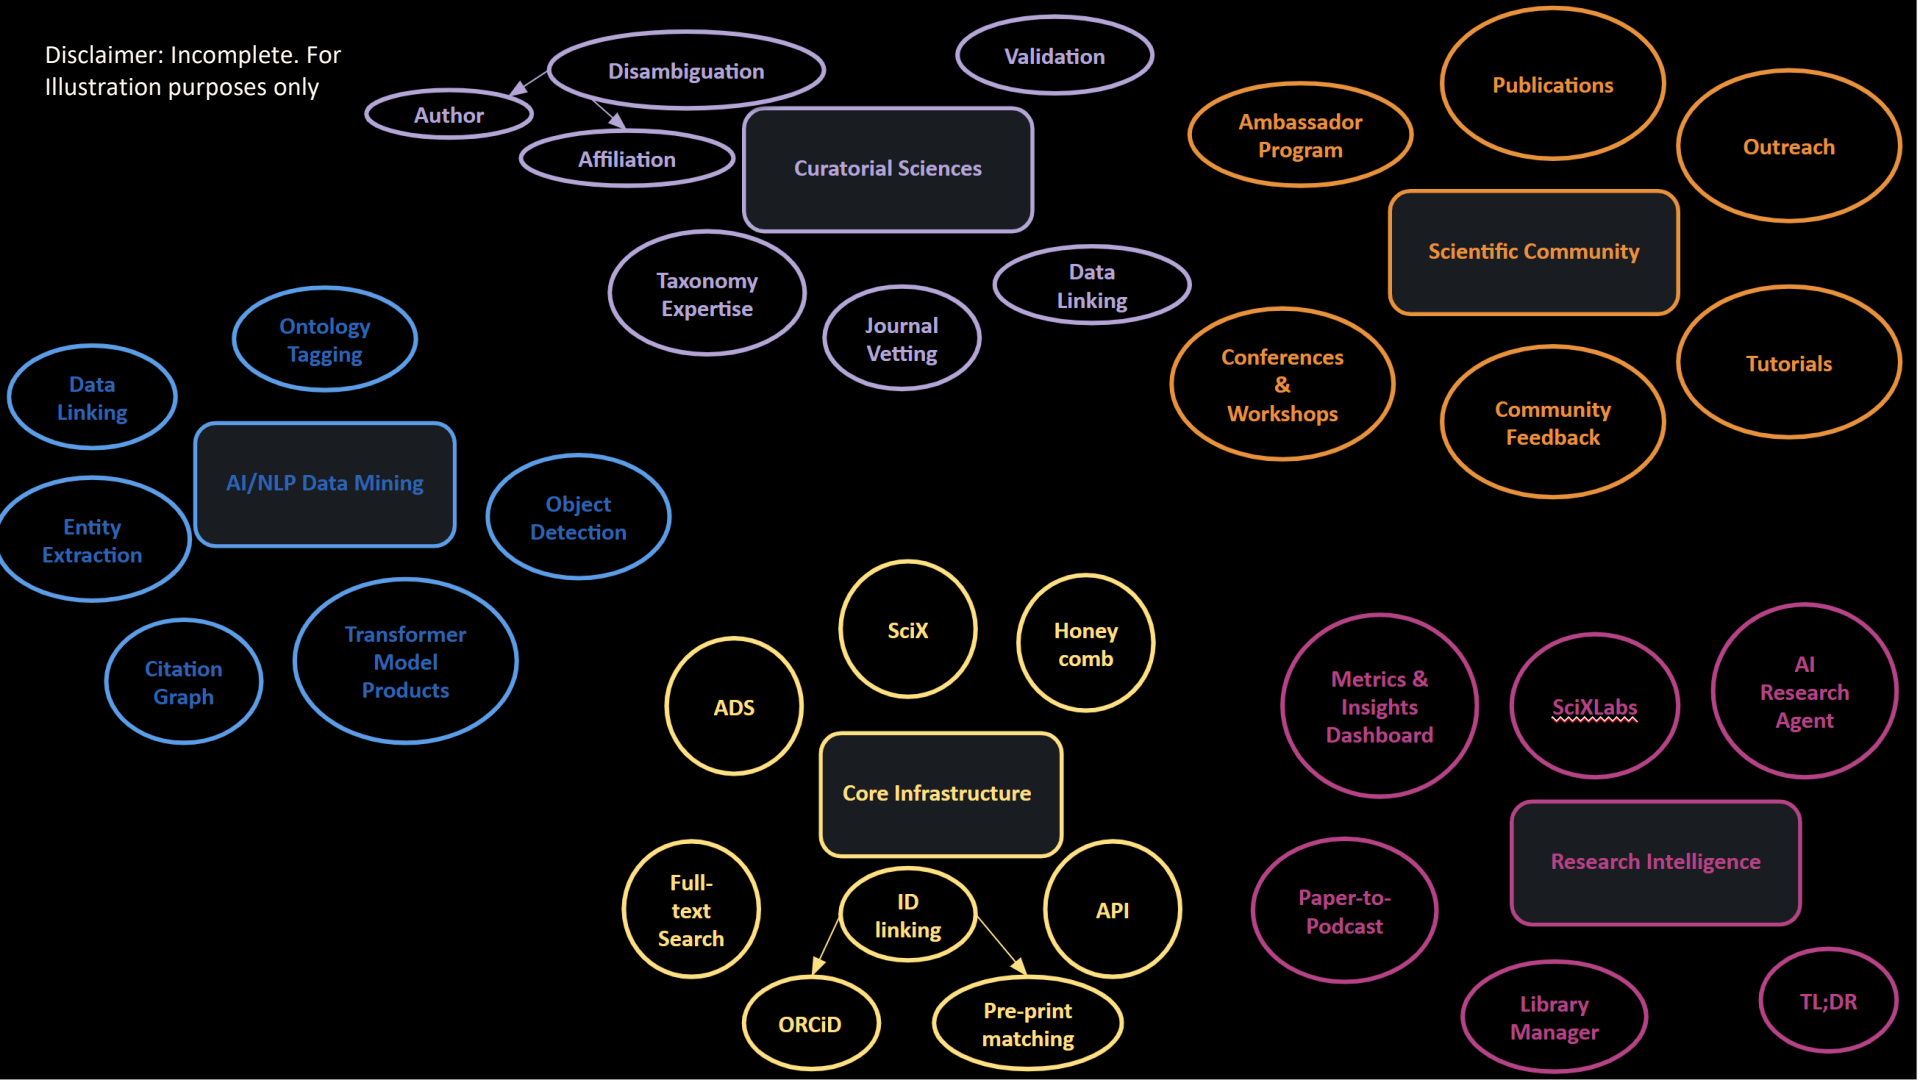 Disclaimer: Incomplete. For
Illustration purposes only
Disambiguation
Author
Affiliation
Validation
Curatorial Sciences
Taxonomy
Expertise
Journal
Vetting
Data
Linking
Publications
Ambassador
Program
Outreach
Scientific Community
Conferences
&
Workshops
Community
Feedback
Tutorials
Ontology
Tagging
Data
Linking
AI/NLP Data Mining
Entity
Extraction
Object
Detection
Citation
Graph
Transformer
Model
Products
SciX
Honey
comb
ADS
Core Infrastructure
Full-
text
Search
ID
linking
API
ORCiD
Pre-print
matching
Metrics &
Insights
Dashboard
SciXLabs
AI
Research
Agent
Research Intelligence
Paper-to-
Podcast
Library
Manager
TL;DR